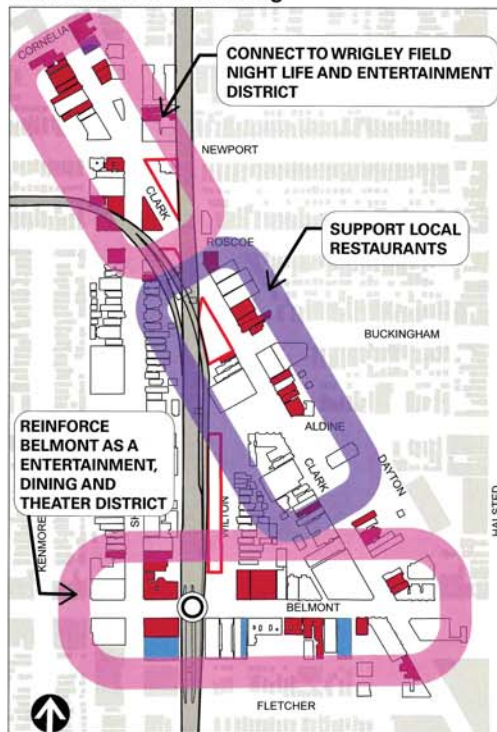 CORNELIA
CONNECT TO WRIGLEY FIELD
NIGHT LIFE AND ENTERTAINMENT
DISTRICT
NEWPORT
CLARK
ROSCOE
SUPPORT LOCAL
RESTAURANTS
BUCKINGHAM
ALDINE
REINFORCE
BELMONT AS A
ENTERTAINMENT,
DINING AND
THEATER DISTRICT
CLARK
DAYTON
HALSTED
KENMORE
WILTON
BELMONT
FLETCHER